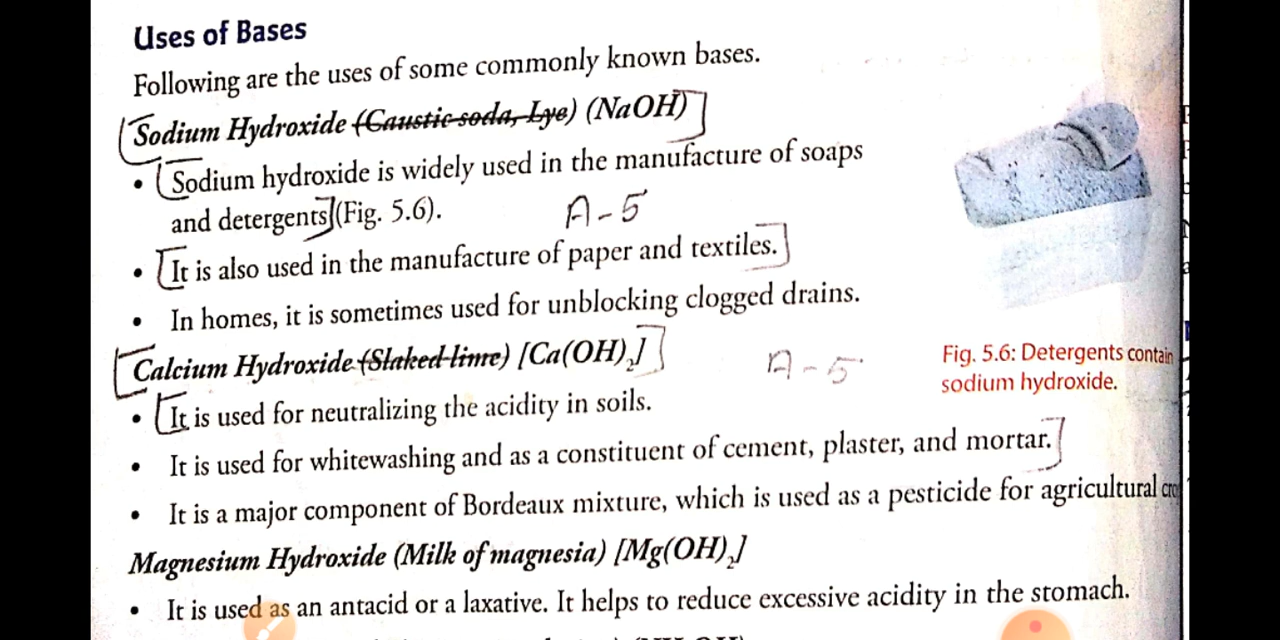 Uses of Bases
Following are the uses of some commonly known bases.
Sodium Hydroxide (Caustic soda, Lye) (NaOH)
• Sodium hydroxide is widely used in the manufacture of soaps
and detergents (Fig. 5.6).
A-5
• It is also used in the manufacture of paper and textiles.
• In homes, it is sometimes used for unblocking clogged drains.
Calcium Hydroxide (Slaked lime) [Ca(OH)₂]
A-5
Fig. 5.6: Detergents contain
sodium hydroxide.
• It is used for neutralizing the acidity in soils.
• It is used for whitewashing and as a constituent of cement, plaster, and mortar.
• It is a major component of Bordeaux mixture, which is used as a pesticide for agricultural
Magnesium Hydroxide (Milk of magnesia) [Mg(OH)₂]
• It is used as an antacid or a laxative. It helps to reduce excessive acidity in the stomach.